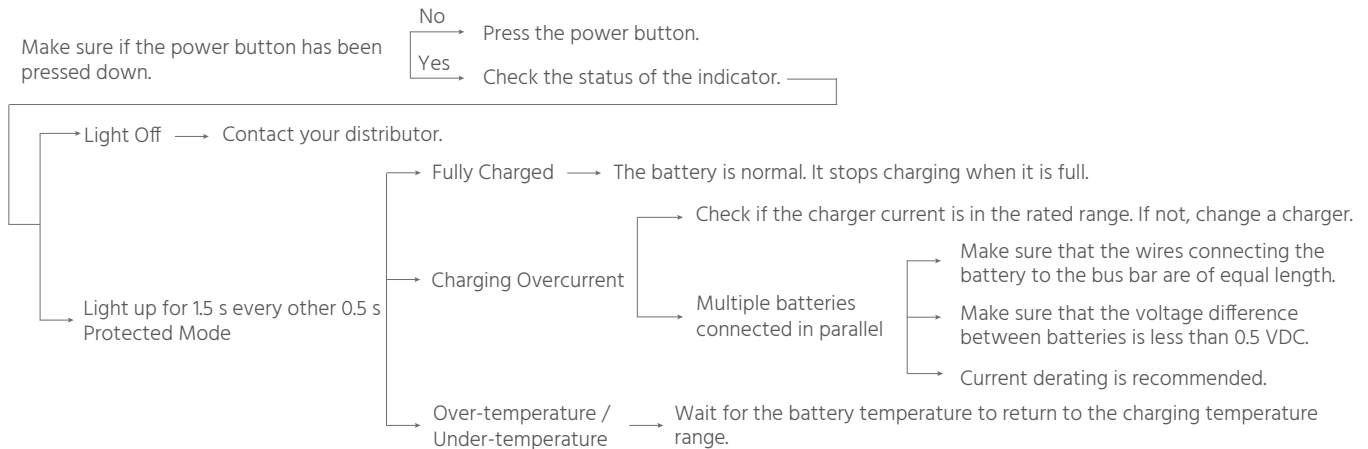 No
Press the power button.
Make sure if the power button has been
pressed down.
Yes
Check the status of the indicator.
Light Off
Contact your distributor.
Fully Charged
The battery is normal. It stops charging when it is full.
Check if the charger current is in the rated range. If not, change a charger.
Charging Overcurrent
Make sure that the wires connecting the
battery to the bus bar are of equal length.
Light up for 1.5 s every other 0.5 s
Protected Mode
Multiple batteries
connected in parallel
Make sure that the voltage difference
between batteries is less than 0.5 VDC.
Current derating is recommended.
Over-temperature /
Under-temperature
Wait for the battery temperature to return to the charging temperature
range.